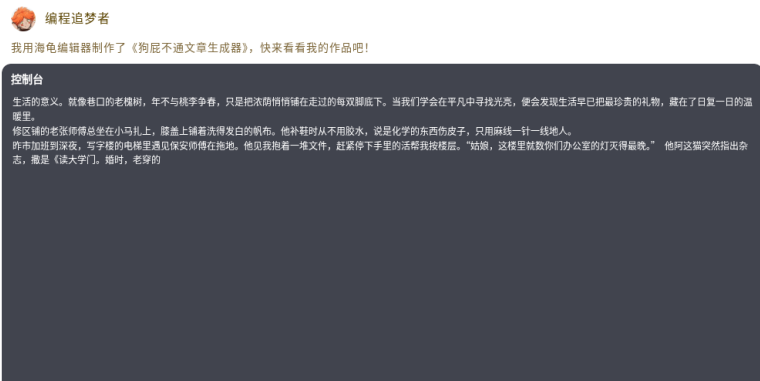 编程追梦者
我用海龟编辑器制作了《狗屁不通文章生成器》，快来看看我的作品吧！
控制台
生活的意义。就像巷口的老槐树，年不与桃李争春，只是把浓荫悄悄铺在走过的每双脚底下。当我们学会在平凡中寻找光亮，便会发现生活早已把最珍贵的礼物，藏在了日复一日的温
暖里。
修区铺的老张师傅总坐在小马扎上，膝盖上铺着洗得发白的帆布。他补鞋时从不用胶水，说是化学的东西伤皮子，只用麻线一针一线地人。
昨市加班到深夜，写字楼的电梯里遇见保安师傅在拖地。他见我抱着一堆文件，赶紧停下手里的活帮我按楼层。“姑娘，这楼里就数你们办公室的灯灭得最晚。” 他阿这猫突然指出杂
志，撒是《读大学门。婚时，老穿的